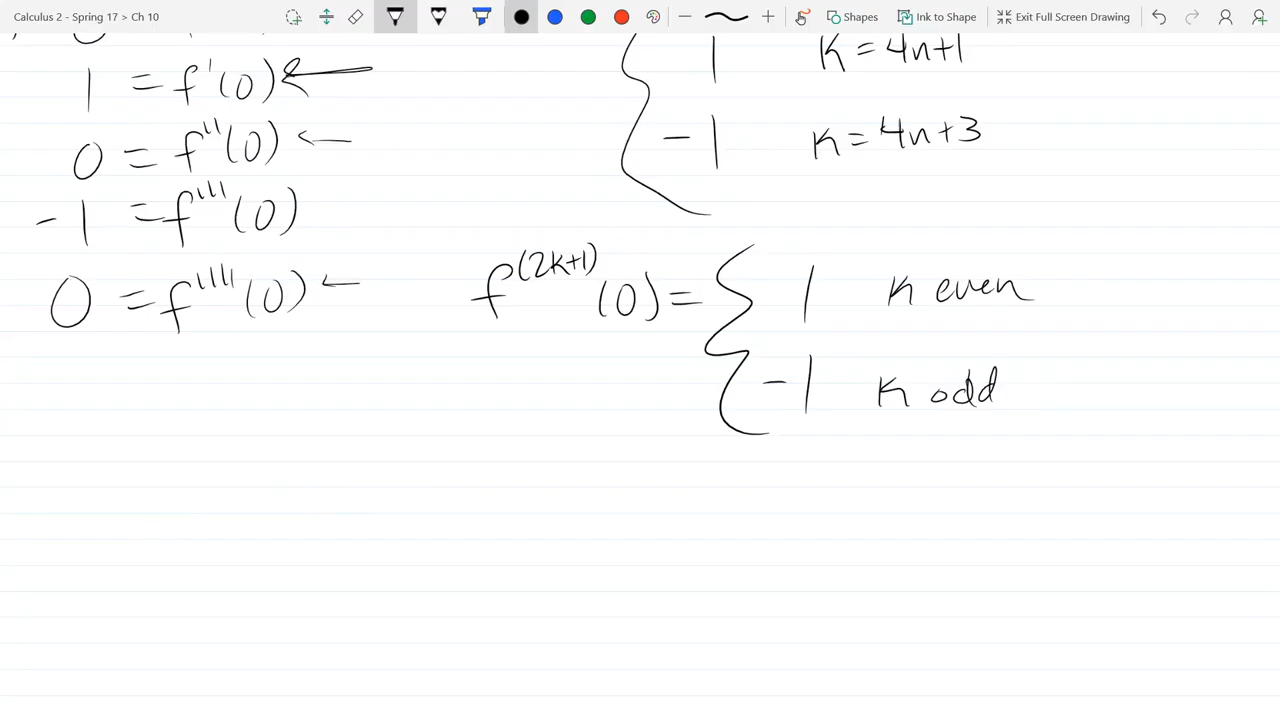 Calculus 2 - Spring 17 > Ch 10
Shapes
Ink to Shape
Exit Full Screen Drawing
1 = f'(0) ←
0 = f''(0) ←
-1 = f'''(0)
0 = f''''(0) ←
1 K=4n+1
-1 K=4n+3
f^(2K+1) (0) = {
1 K even
-1 K odd